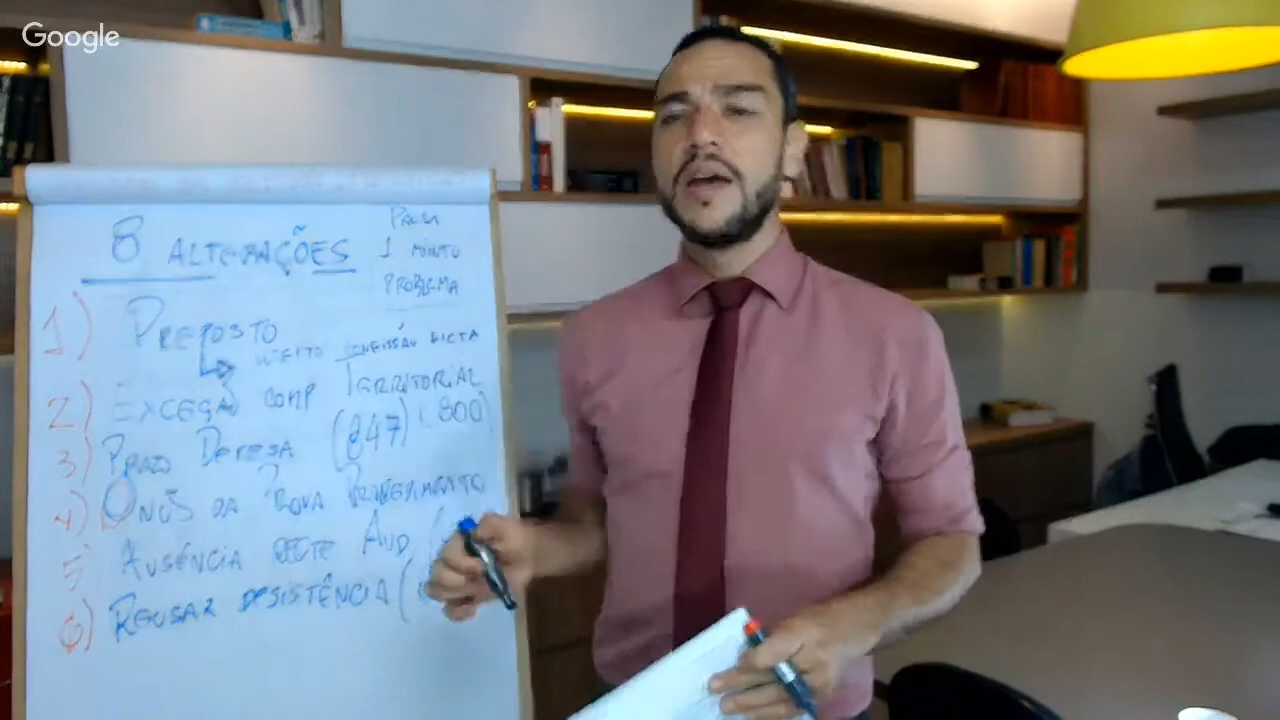 Google
8 ALTERAÇÕES
PARA
1 MINUTO
PROBLEMA
1) PREPOSTO
EFEITO CONFISSÃO FICTA
2) EXCEÇÃO COMP TERRITORIAL (800)
3) PRAZO DEFESA (847)
4) ÔNUS DA PROVA
5 AUSÊNCIA RECTE AUD (
6) RECUSAR DESISTÊNCIA (